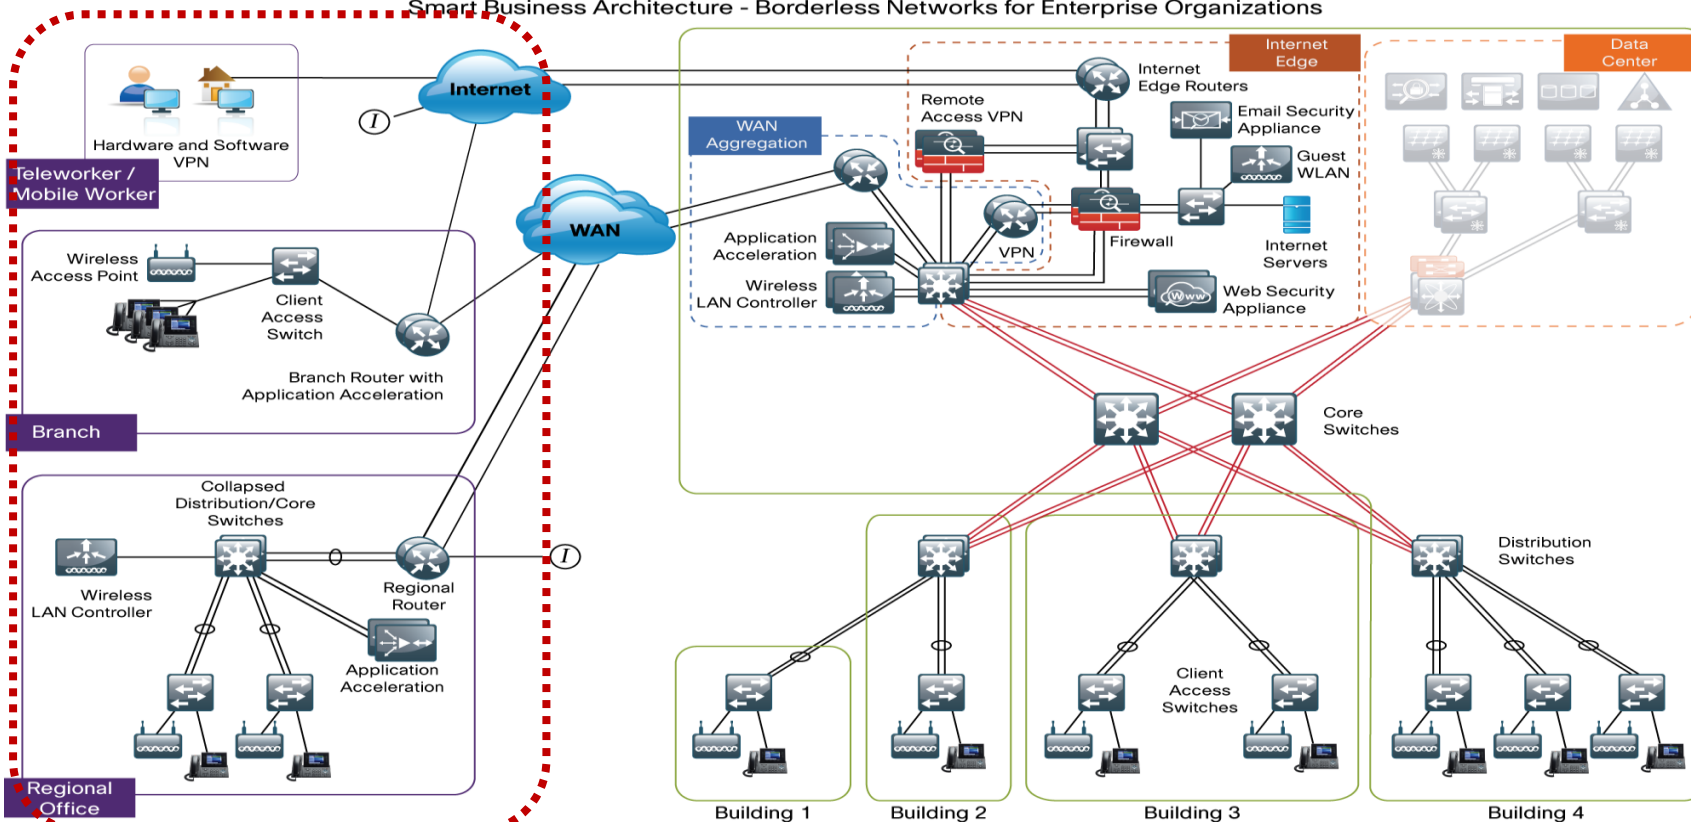 Smart Business Architecture - Borderless Networks for Enterprise Organizations
Hardware and Software
VPN
Teleworker /
Mobile Worker
Internet
I
WAN
Wireless
Access Point
Client
Access
Switch
Branch Router with
Application Acceleration
Branch
Collapsed
Distribution/Core
Switches
Wireless
LAN Controller
Regional
Router
I
Application
Acceleration
Regional
Office
WAN
Aggregation
Application
Acceleration
Wireless
LAN Controller
Internet
Edge
Remote
Access VPN
Internet
Edge Routers
Email Security
Appliance
Guest
WLAN
VPN
Firewall
Internet
Servers
Www
Web Security
Appliance
Data
Center
Core
Switches
Distribution
Switches
Client
Access
Switches
Building 1
Building 2
Building 3
Building 4